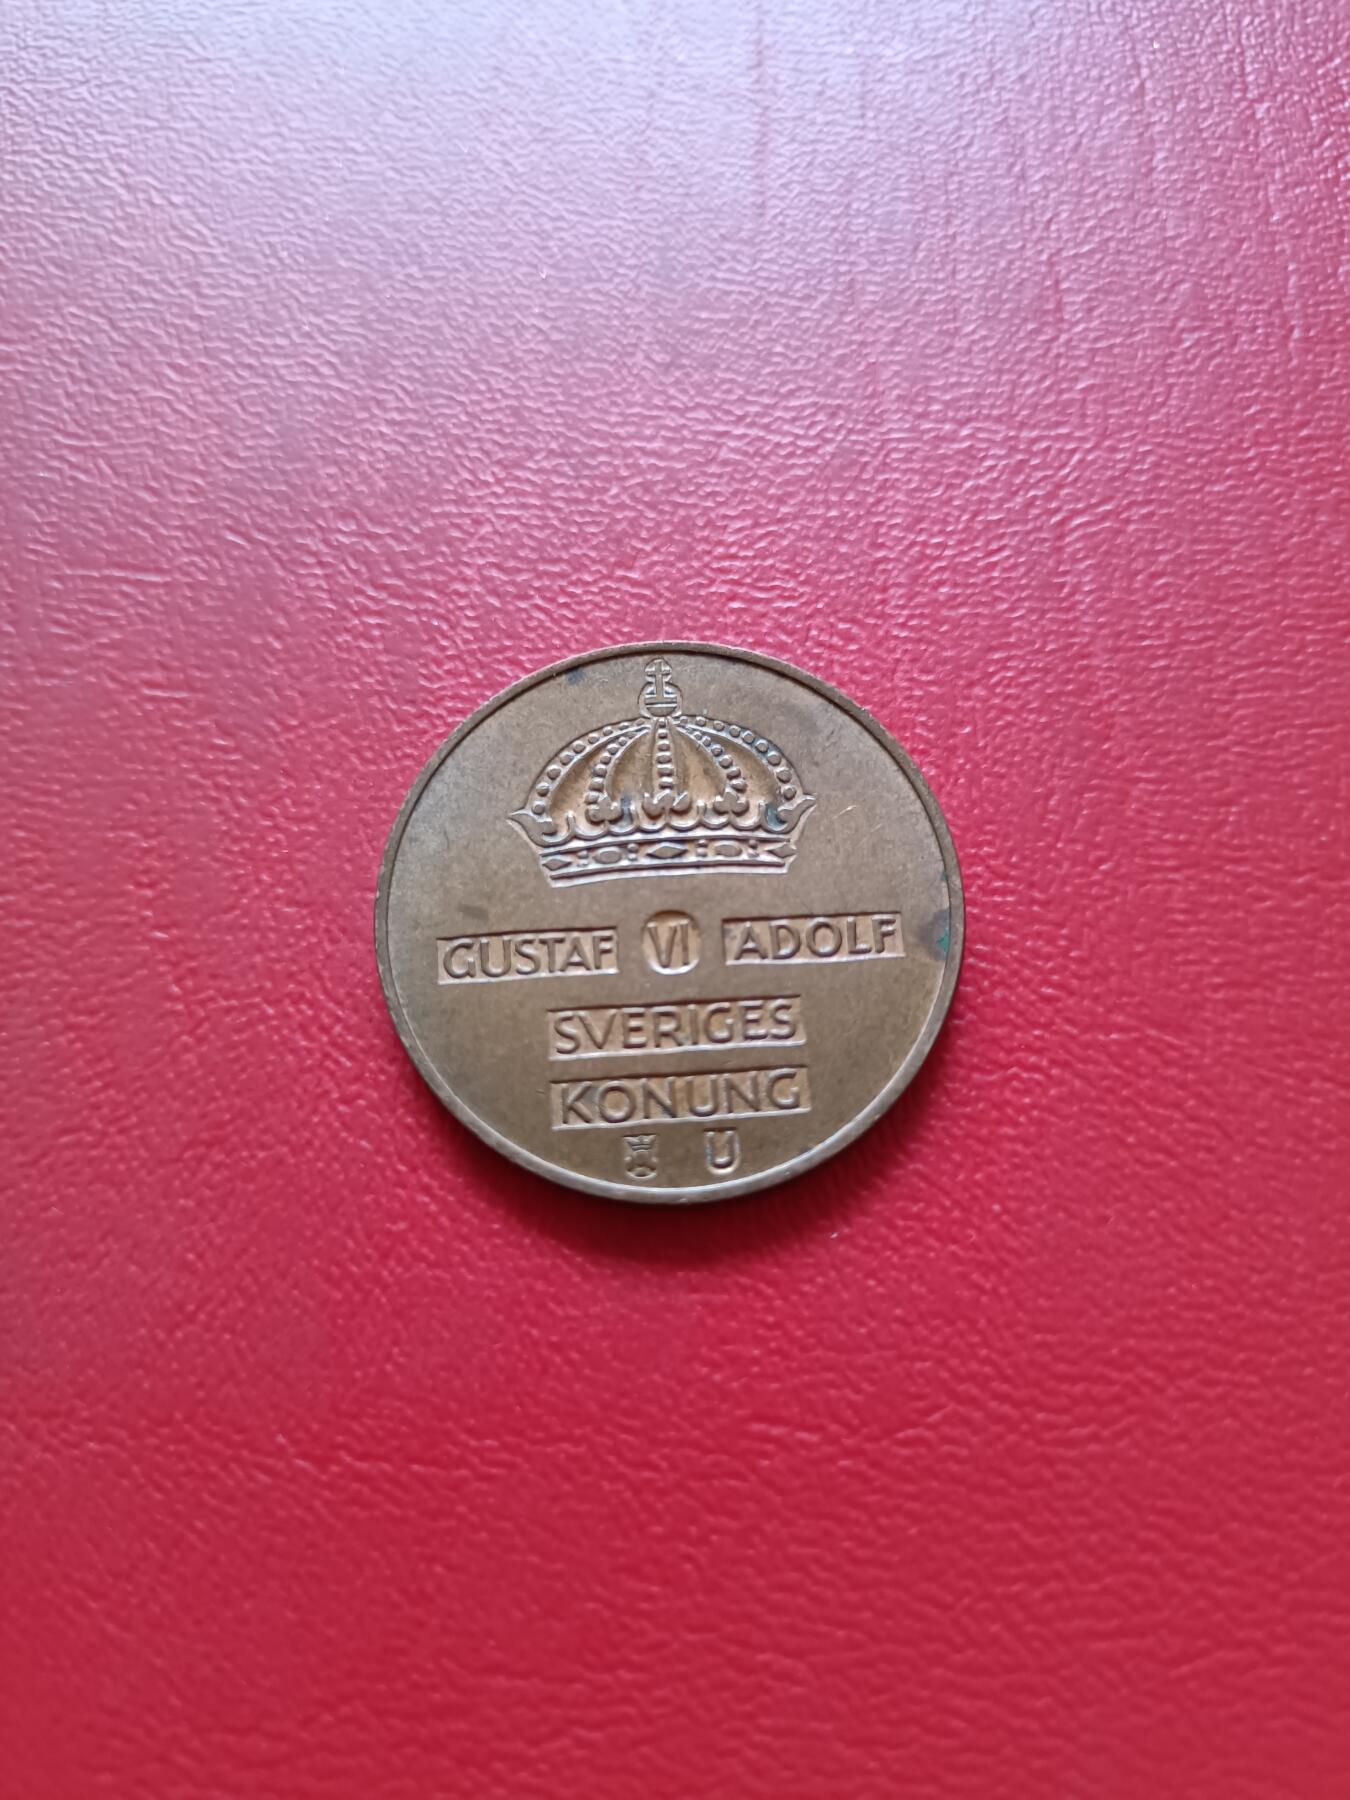 GUSTAF VI ADOLF
SVERIGES
KONUNG
U